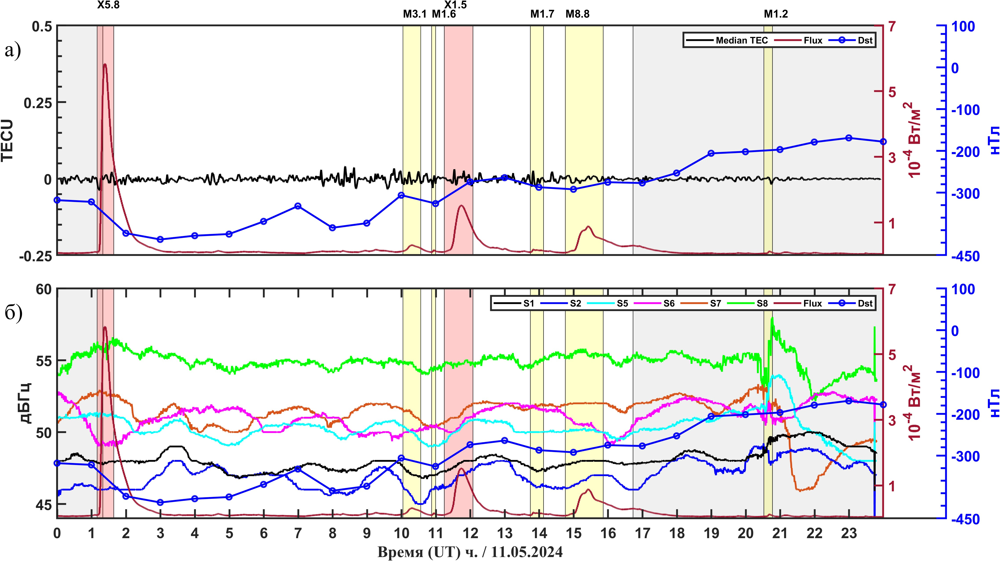 X5.8 X1.5
M3.1 M1.6 M1.7 M8.8 M1.2
а)
0.5
0.25
0
-0.25
TECU
Median TEC Flux Dst
7
5
3
1
10-4 Вт/м2
100
0
-100
-200
-300
-450
нТл
б)
60
55
50
45
дБГц
S1 S2 S5 S6 S7 S8 Flux Dst
7
5
3
1
10-4 Вт/м2
100
0
-100
-200
-300
-450
нТл
0 1 2 3 4 5 6 7 8 9 10 11 12 13 14 15 16 17 18 19 20 21 22 23
Время (UT) ч. / 11.05.2024